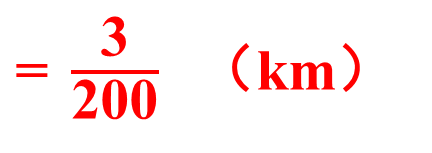 = 3/200 （km）